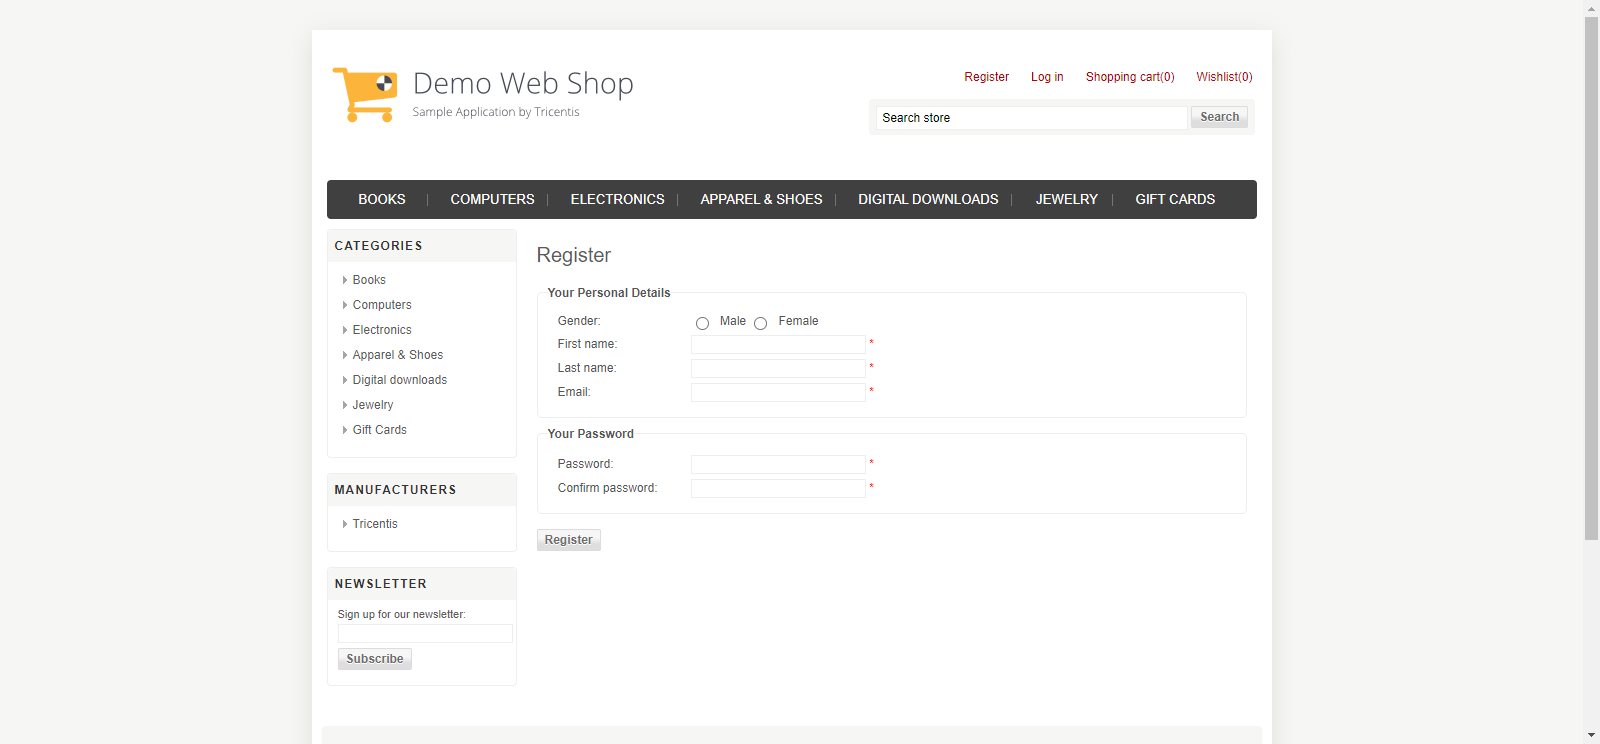 Demo Web Shop
Sample Application by Tricentis
Register Log in Shopping cart(0) Wishlist(0)
Search store Search
BOOKS COMPUTERS ELECTRONICS APPAREL & SHOES DIGITAL DOWNLOADS JEWELRY GIFT CARDS
CATEGORIES
Books
Computers
Electronics
Apparel & Shoes
Digital downloads
Jewelry
Gift Cards
MANUFACTURERS
Tricentis
NEWSLETTER
Sign up for our newsletter:
Subscribe
Register
Your Personal Details
Gender: Male Female
First name: *
Last name: *
Email: *
Your Password
Password: *
Confirm password: *
Register